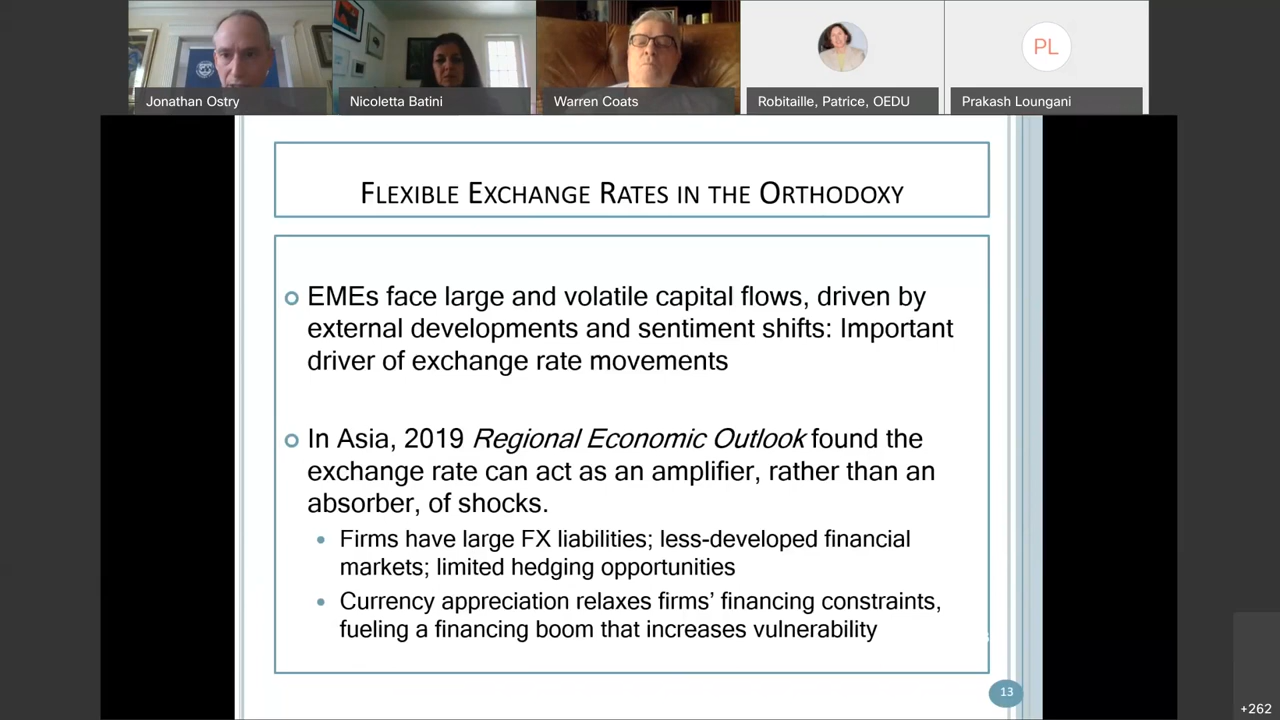 Jonathan Ostry
Nicoletta Batini
Warren Coats
Robitaille, Patrice, OEDU
PL
Prakash Loungani
FLEXIBLE EXCHANGE RATES IN THE ORTHODOXY
EMEs face large and volatile capital flows, driven by
external developments and sentiment shifts: Important
driver of exchange rate movements
In Asia, 2019 Regional Economic Outlook found the
exchange rate can act as an amplifier, rather than an
absorber, of shocks.
Firms have large FX liabilities; less-developed financial
markets; limited hedging opportunities
Currency appreciation relaxes firms’ financing constraints,
fueling a financing boom that increases vulnerability
13
+262